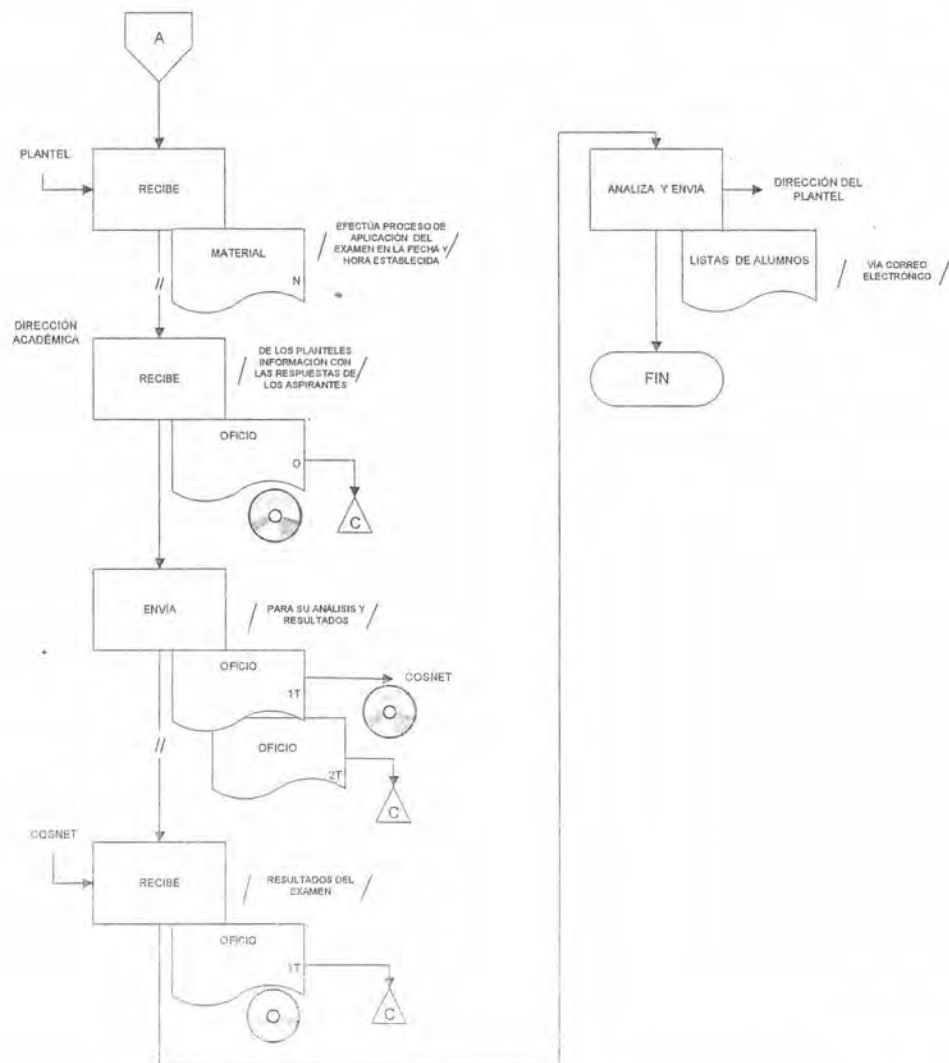 A
PLANTEL
RECIBE
MATERIAL
N
/ EFECTÚA PROCESO DE
APLICACIÓN DEL
EXAMEN EN LA FECHA Y
HORA ESTABLECIDA /
//
DIRECCIÓN
ACADÉMICA
RECIBE
/ DE LOS PLANTELES
INFORMACIÓN CON
LAS RESPUESTAS DE
LOS ASPIRANTES /
OFICIO
O
C
ENVÍA
/ PARA SU ANÁLISIS Y
RESULTADOS /
OFICIO
1T
COSNET
//
OFICIO
2T
C
COSNET
RECIBE
/ RESULTADOS DEL
EXAMEN /
OFICIO
1T
C
ANALIZA Y ENVIA
DIRECCIÓN DEL
PLANTEL
LISTAS DE ALUMNOS
/ VÍA CORREO
ELECTRÓNICO /
FIN